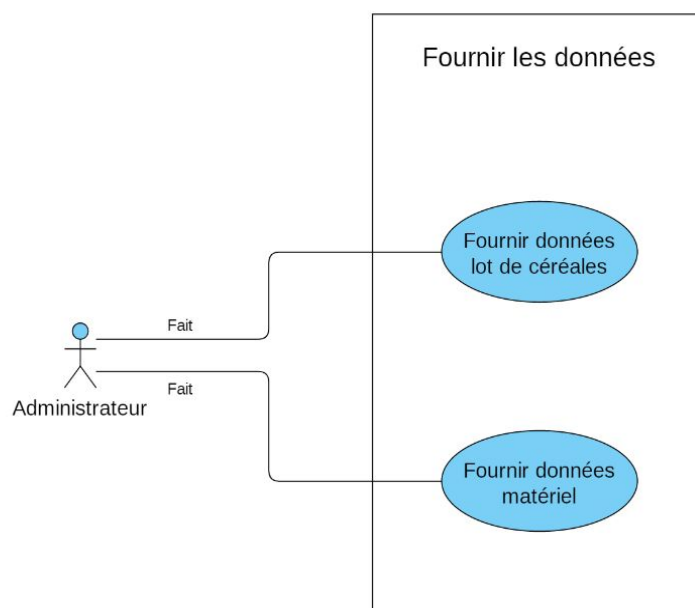 Fournir les données
Fournir données
lot de céréales
Fait
Fait
Administrateur
Fournir données
matériel